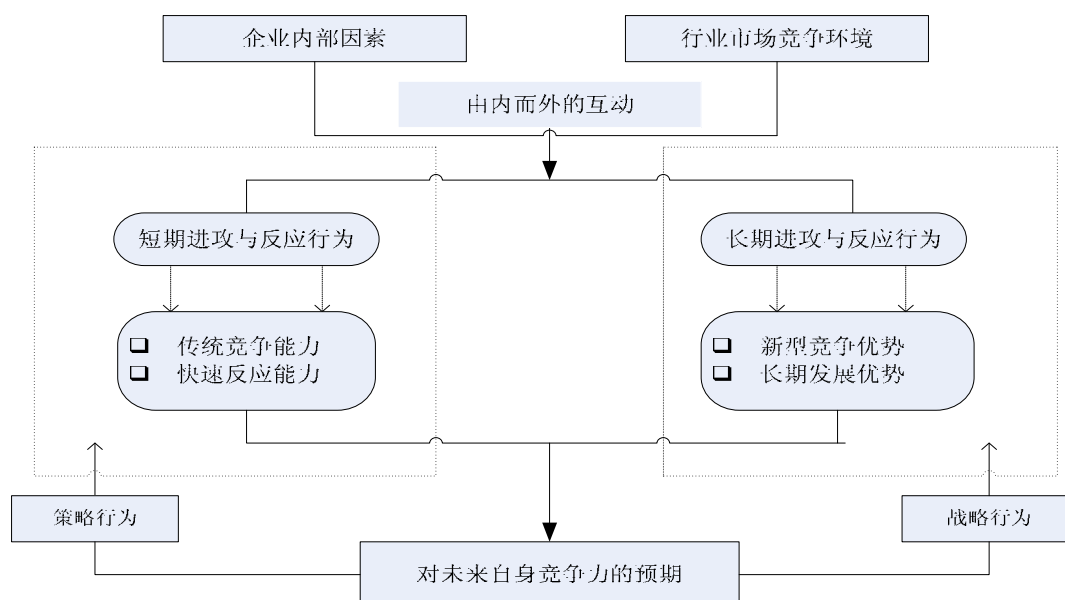 企业内部因素
行业市场竞争环境
由内而外的互动
短期进攻与反应行为
长期进攻与反应行为
传统竞争能力
快速反应能力
新型竞争优势
长期发展优势
策略行为
战略行为
对未来自身竞争力的预期